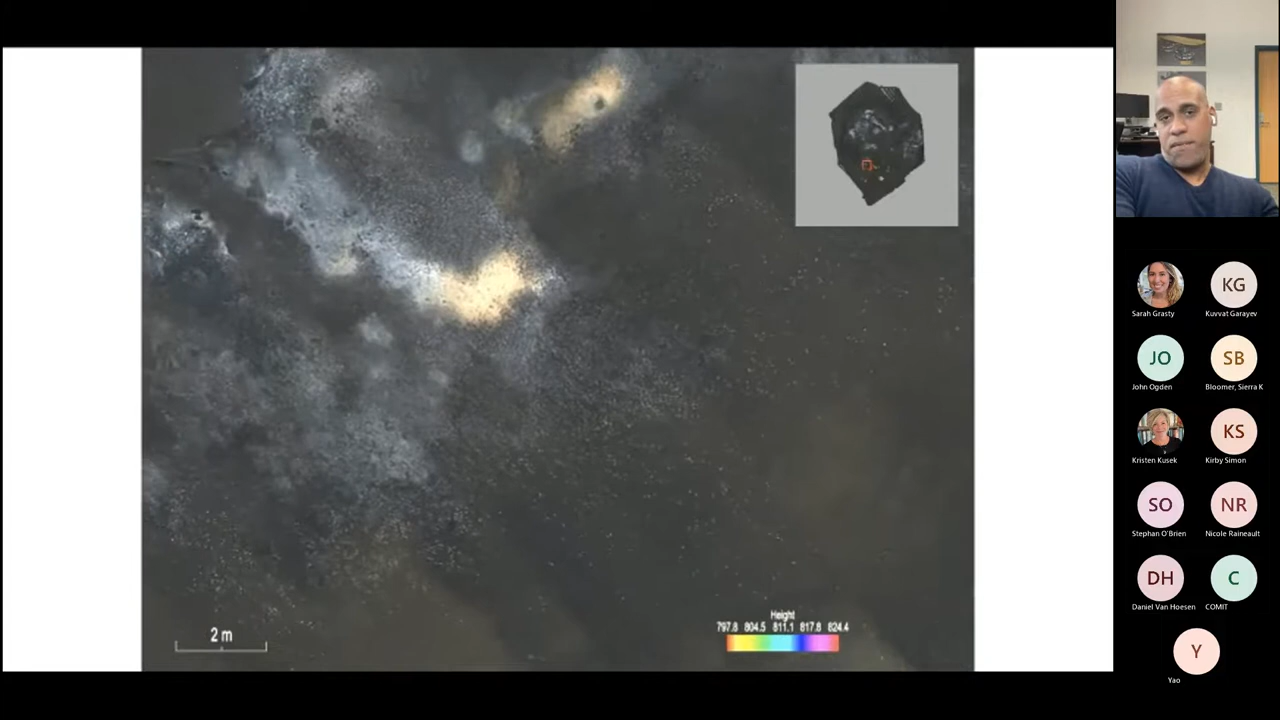 2 m
Height
797.8 804.5 811.1 817.8 824.4
Sarah Grasty
KG
Kuvvat Garayev
JO
John Ogden
SB
Bloomer, Sierra K
Kristen Kusek
KS
Kirby Simon
SO
Stephan O'Brien
NR
Nicole Raineault
DH
Daniel Van Hoesen
C
COMIT
Y
Yao